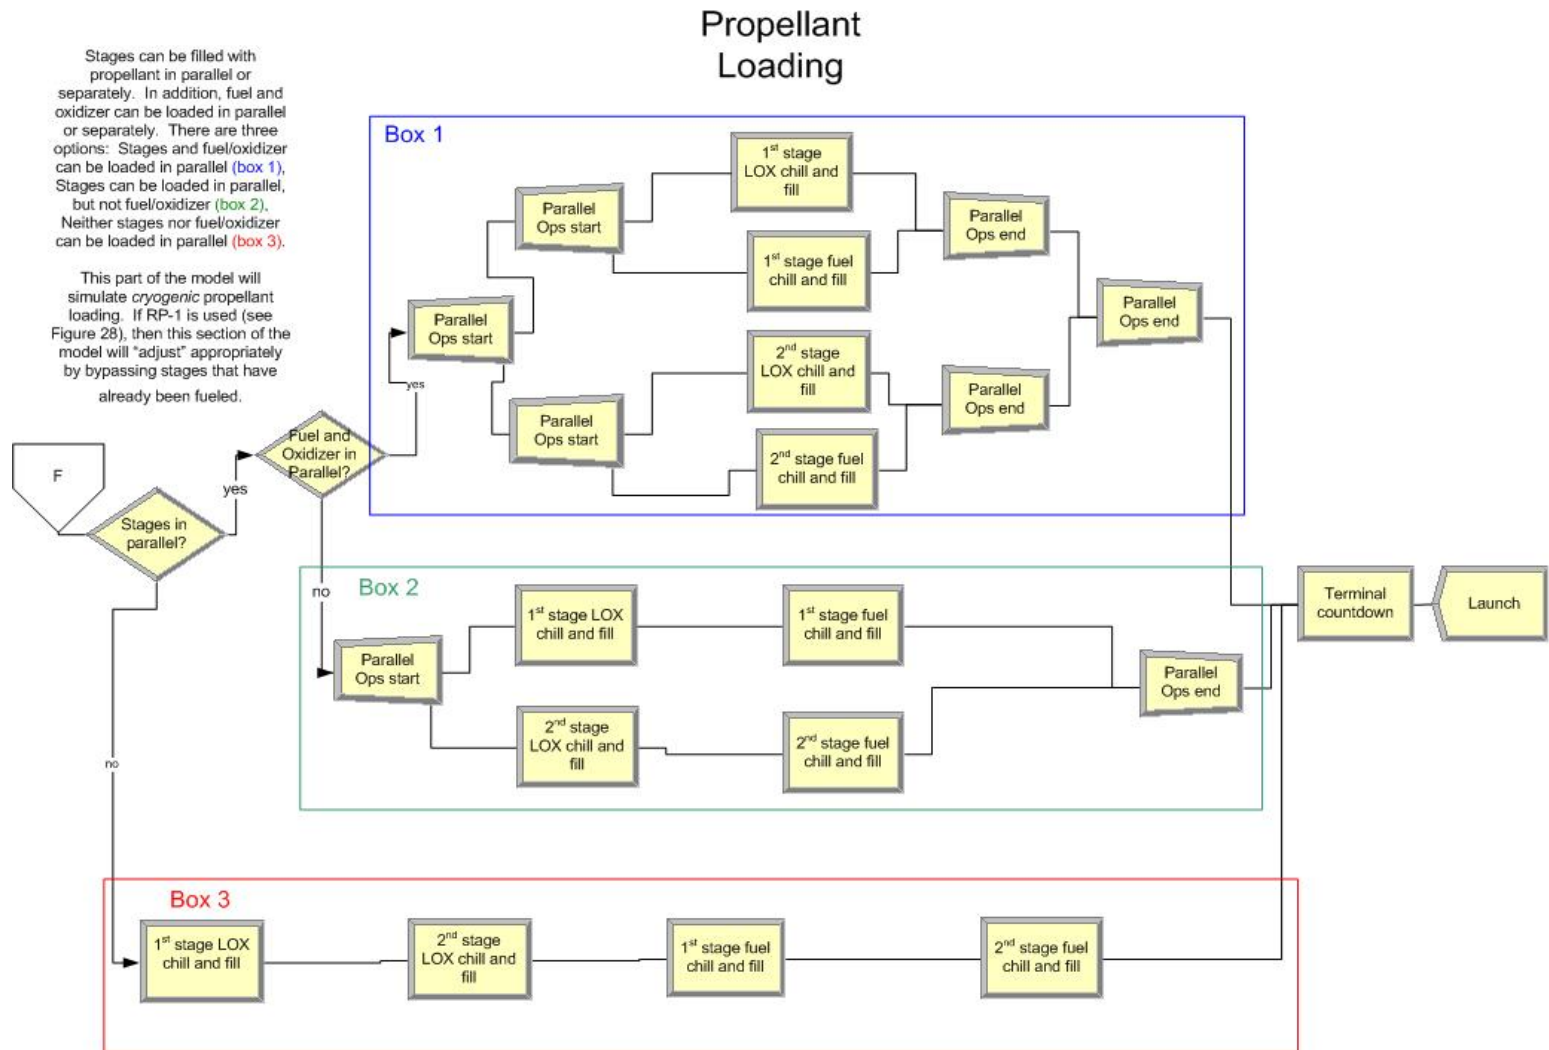 Propellant
Loading
Stages can be filled with
propellant in parallel or
separately. In addition, fuel and
oxidizer can be loaded in parallel
or separately. There are three
options: Stages and fuel/oxidizer
can be loaded in parallel (box 1),
Stages can be loaded in parallel,
but not fuel/oxidizer (box 2),
Neither stages nor fuel/oxidizer
can be loaded in parallel (box 3).
This part of the model will
simulate cryogenic propellant
loading. If RP-1 is used (see
Figure 28), then this section of the
model will "adjust" appropriately
by bypassing stages that have
already been fueled.
F
Stages in
parallel?
yes
no
Fuel and
Oxidizer in
Parallel?
yes
no
Box 1
Parallel
Ops start
Parallel
Ops start
1st stage
LOX chill and
fill
1st stage fuel
chill and fill
Parallel
Ops end
Parallel
Ops start
2nd stage
LOX chill and
fill
2nd stage fuel
chill and fill
Parallel
Ops end
Parallel
Ops end
Box 2
Parallel
Ops start
1st stage LOX
chill and fill
1st stage fuel
chill and fill
2nd stage
LOX chill and
fill
2nd stage fuel
chill and fill
Parallel
Ops end
Terminal
countdown
Launch
Box 3
1st stage LOX
chill and fill
2nd stage
LOX chill and
fill
1st stage fuel
chill and fill
2nd stage fuel
chill and fill